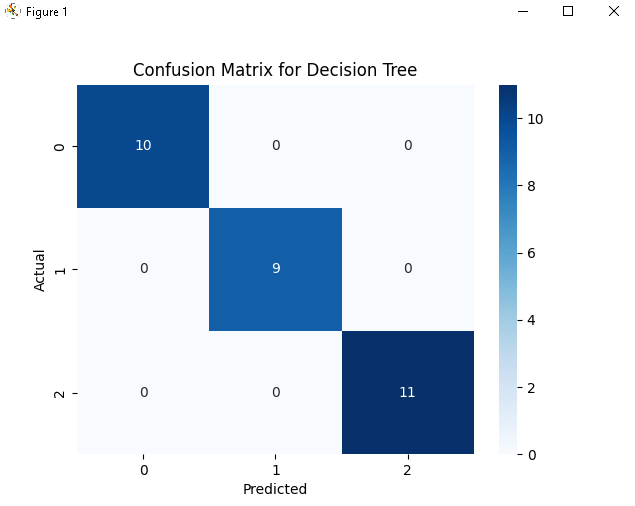 Figure 1
Confusion Matrix for Decision Tree
0 10 0 0
1 0 9 0
2 0 0 11
Actual
0 1 2
Predicted
10
8
6
4
2
0